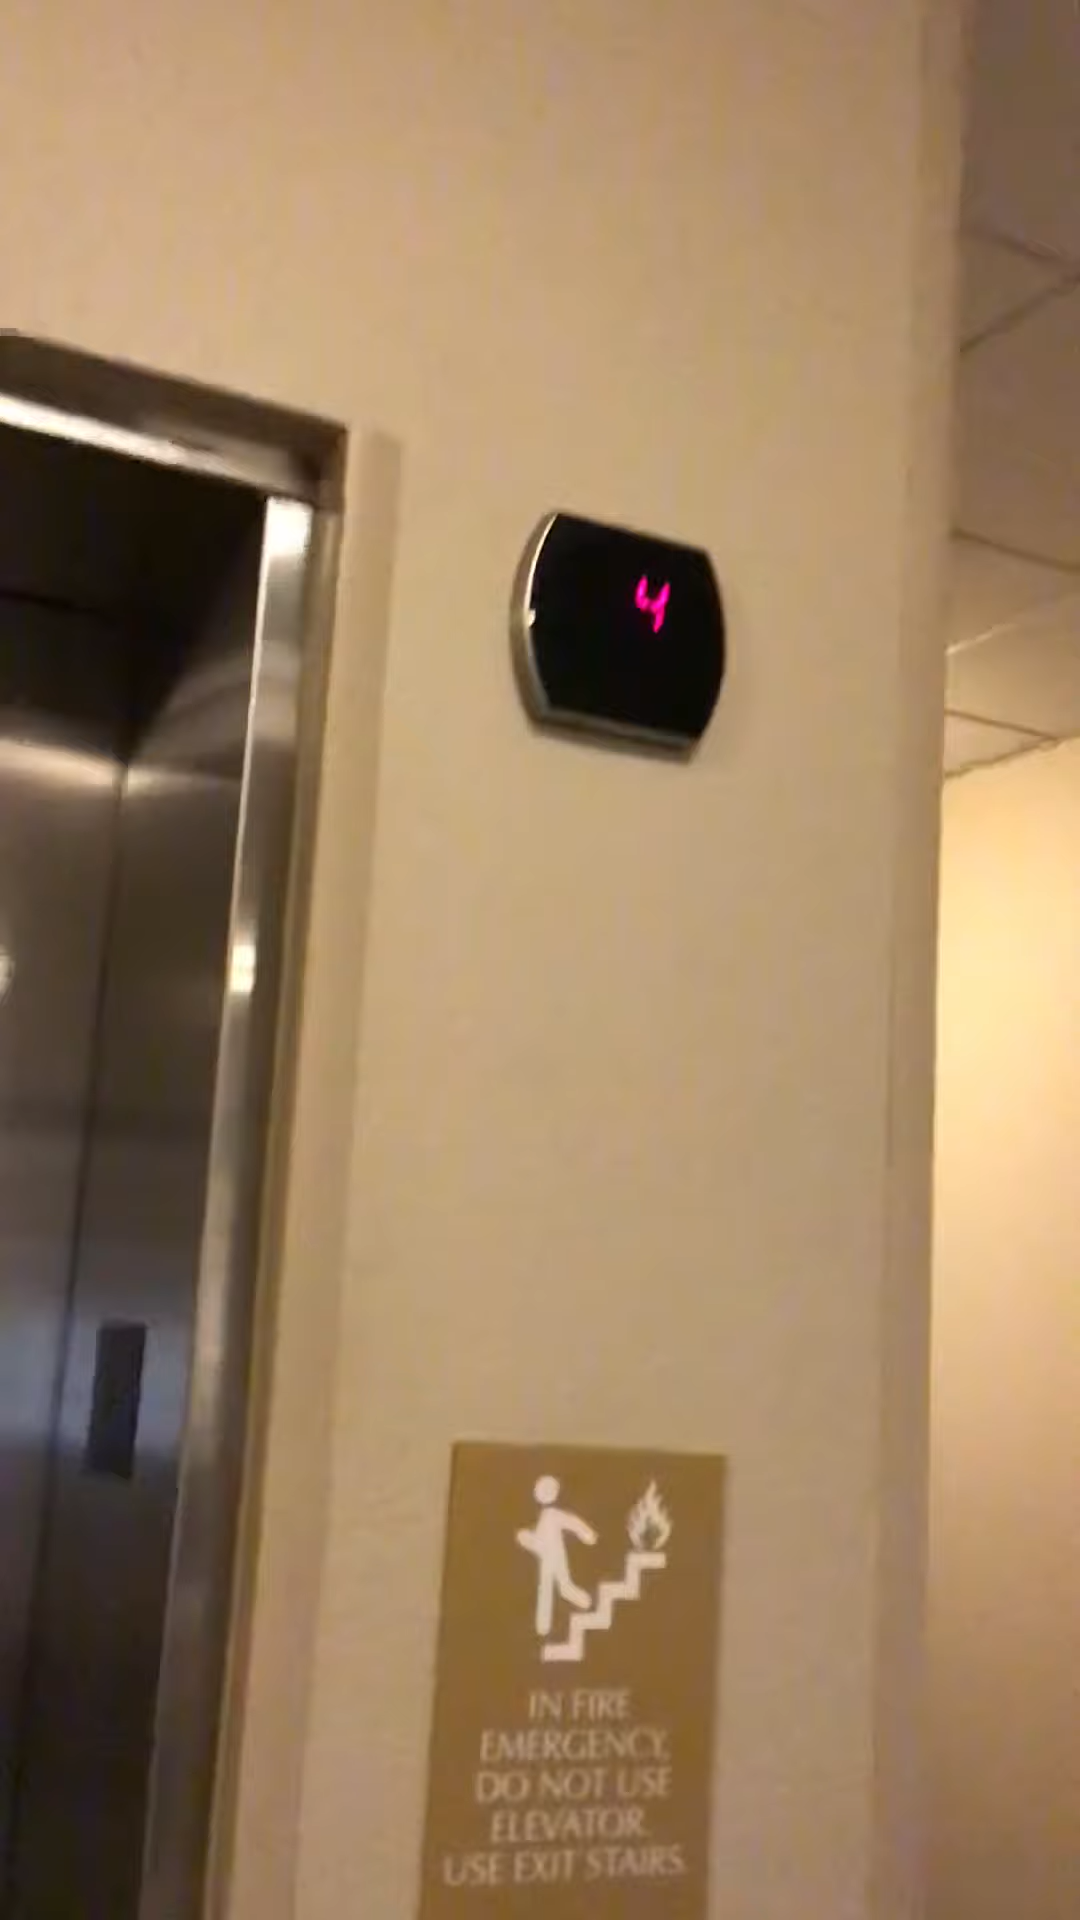 4
IN FIRE
EMERGENCY,
DO NOT USE
ELEVATOR.
USE EXIT STAIRS.